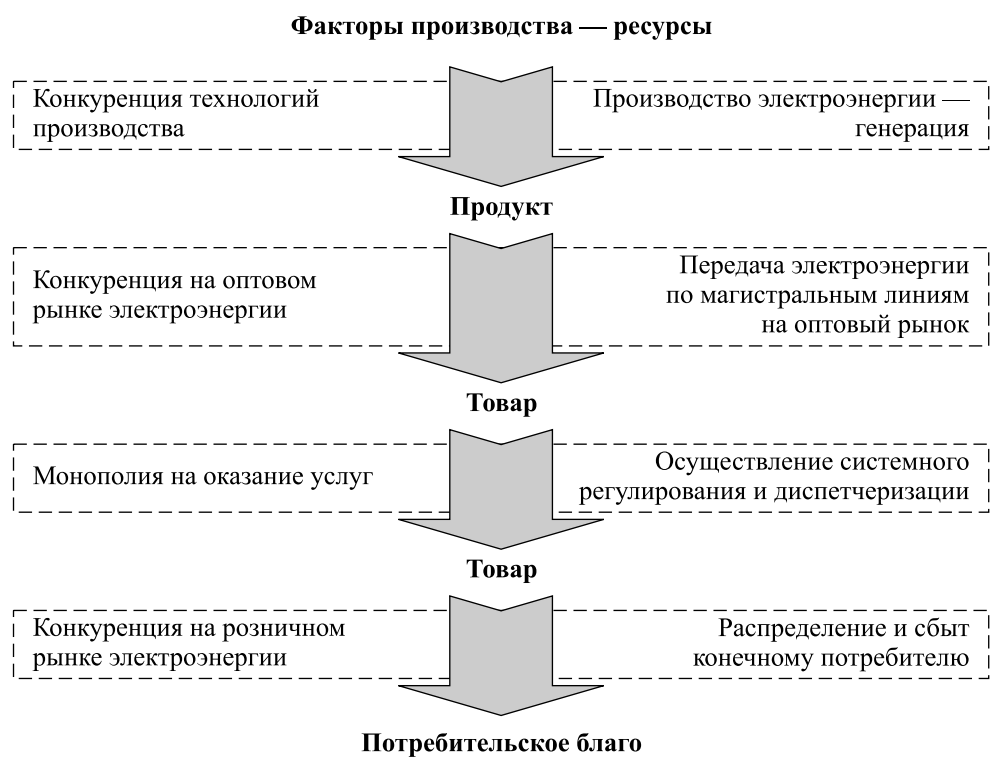 Факторы производства — ресурсы
Конкуренция технологий
производства
Производство электроэнергии —
генерация
Продукт
Конкуренция на оптовом
рынке электроэнергии
Передача электроэнергии
по магистральным линиям
на оптовый рынок
Товар
Монополия на оказание услуг
Осуществление системного
регулирования и диспетчеризации
Товар
Конкуренция на розничном
рынке электроэнергии
Распределение и сбыт
конечному потребителю
Потребительское благо